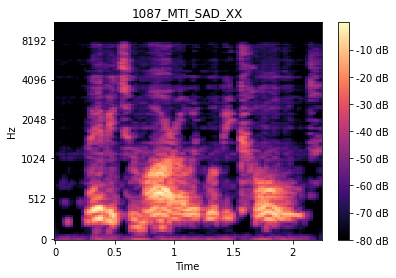 1087_MTI_SAD_XX
8192
4096
2048
1024
512
0
Hz
0
0.5
1
1.5
2
Time
-10 dB
-20 dB
-30 dB
-40 dB
-50 dB
-60 dB
-70 dB
-80 dB